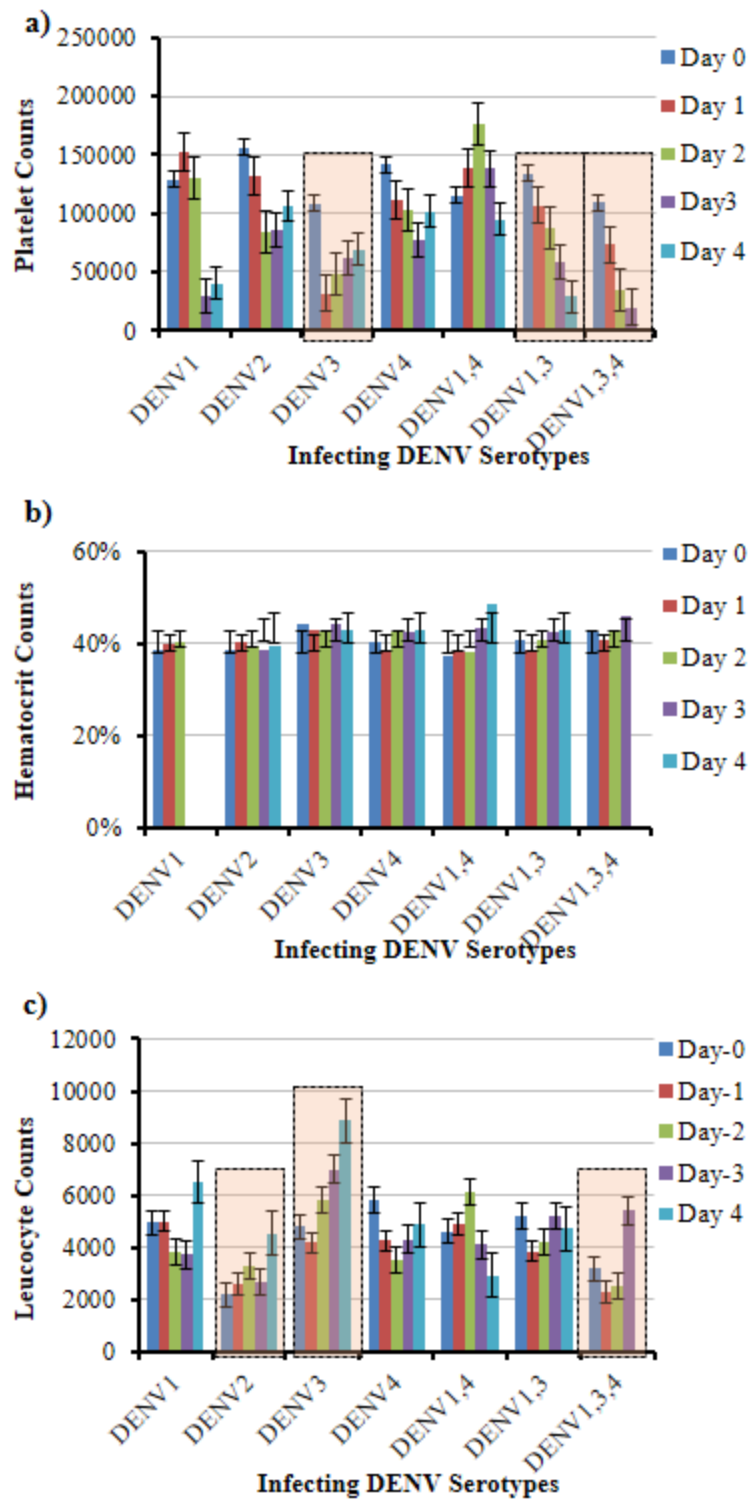 a)
250000
200000
150000
100000
50000
0
Platelet Counts
Day 0
Day 1
Day 2
Day3
Day 4
DENV1
DENV2
DENV3
DENV4
DENV1,4
DENV1,3
DENV1,3,4
Infecting DENV Serotypes
b)
60%
40%
20%
0%
Hematocrit Counts
Day 0
Day 1
Day 2
Day 3
Day 4
DENV1
DENV2
DENV3
DENV4
DENV1,4
DENV1,3
DENV1,3,4
Infecting DENV Serotypes
c)
12000
10000
8000
6000
4000
2000
0
Leucocyte Counts
Day-0
Day-1
Day-2
Day-3
Day 4
DENV1
DENV2
DENV3
DENV4
DENV1,4
DENV1,3
DENV1,3,4
Infecting DENV Serotypes